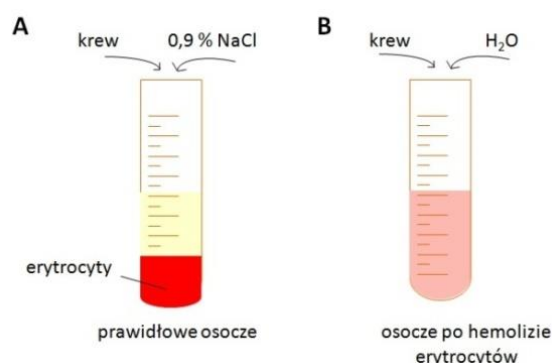 A
krew
0,9 % NaCl
erytrocyty
prawidłowe osocze
B
krew
H₂O
osocze po hemolizie
erytrocytów